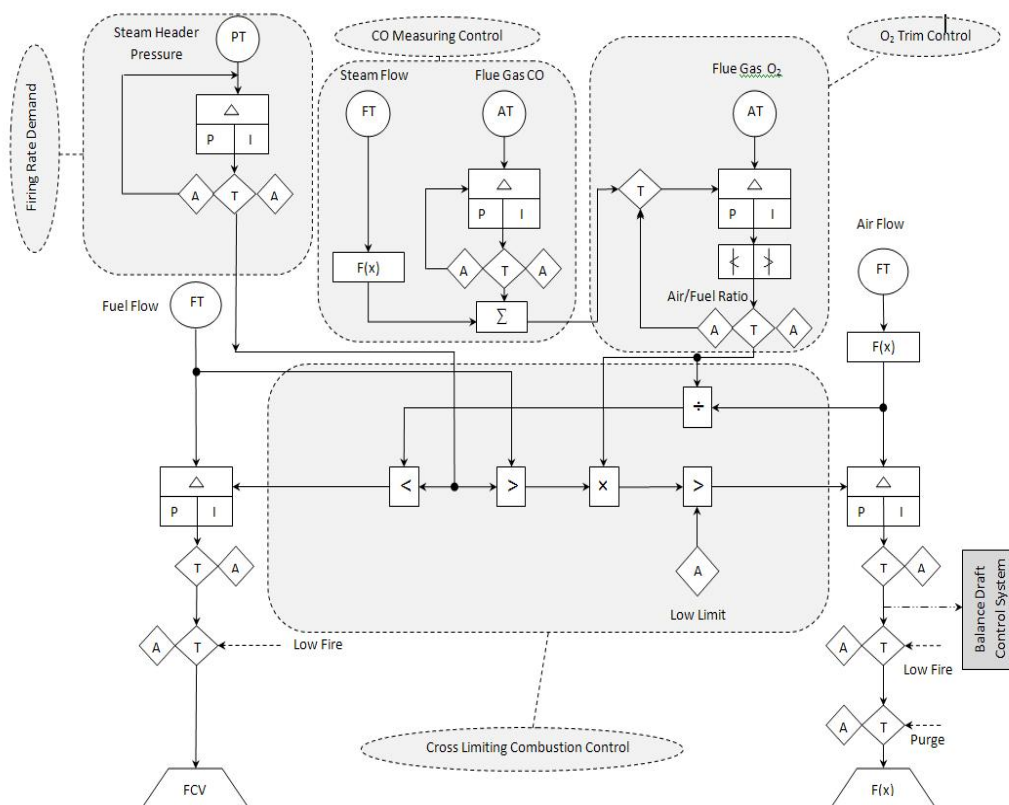 Steam Header
Pressure
PT
CO Measuring Control
O₂ Trim Control
Firing Rate Demand
△
P I
A T A
Steam Flow
FT
Flue Gas CO
AT
△
P I
F(x)
A T A
Σ
Flue Gas O₂
AT
T
△
P I
< >
Air/Fuel Ratio
A T A
Air Flow
FT
F(x)
Fuel Flow
FT
÷
< > × >
A
Low Limit
△
P I
T A
A T
Low Fire
FCV
△
P I
T A
Balance Draft
Control System
A T
Low Fire
A T
Purge
F(x)
Cross Limiting Combustion Control